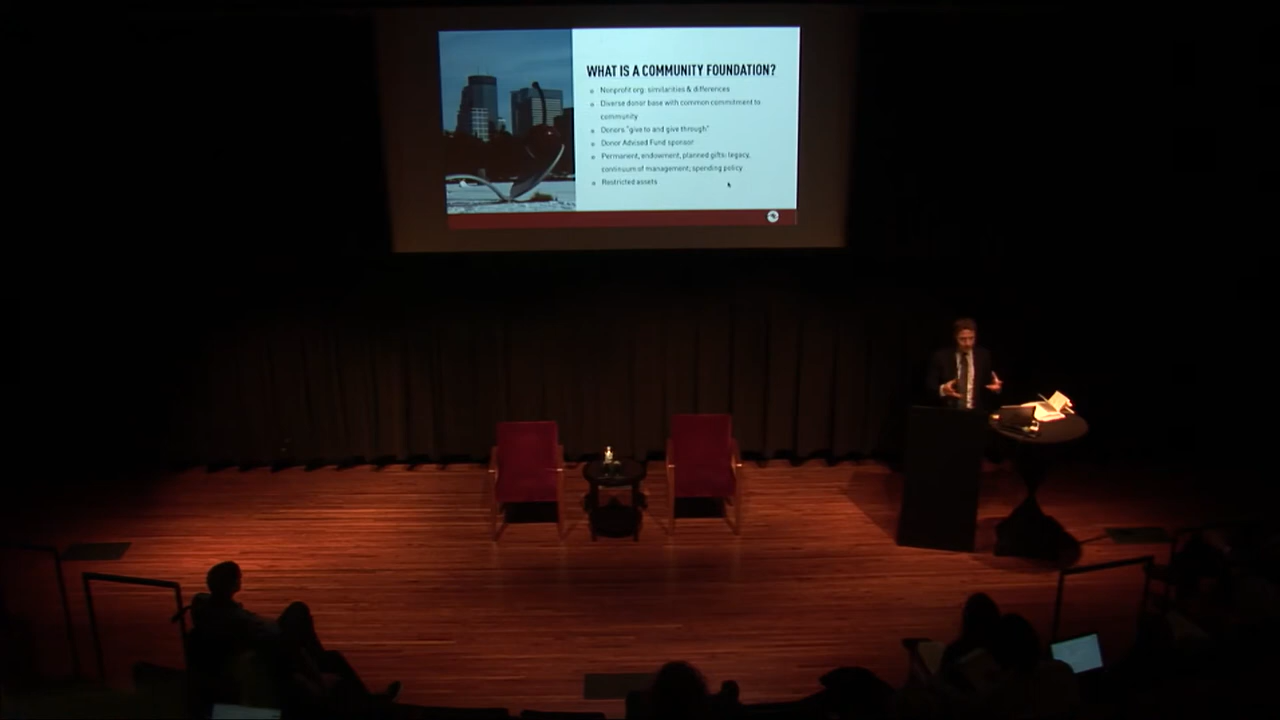 WHAT IS A COMMUNITY FOUNDATION?
Nonprofit org: similarities & differences
Diverse donor base with common commitment to
community
Donors "give to and give through"
Donor Advised Fund sponsor
Permanent, endowment, planned gifts: legacy,
continuum of management; spending policy
Restricted assets